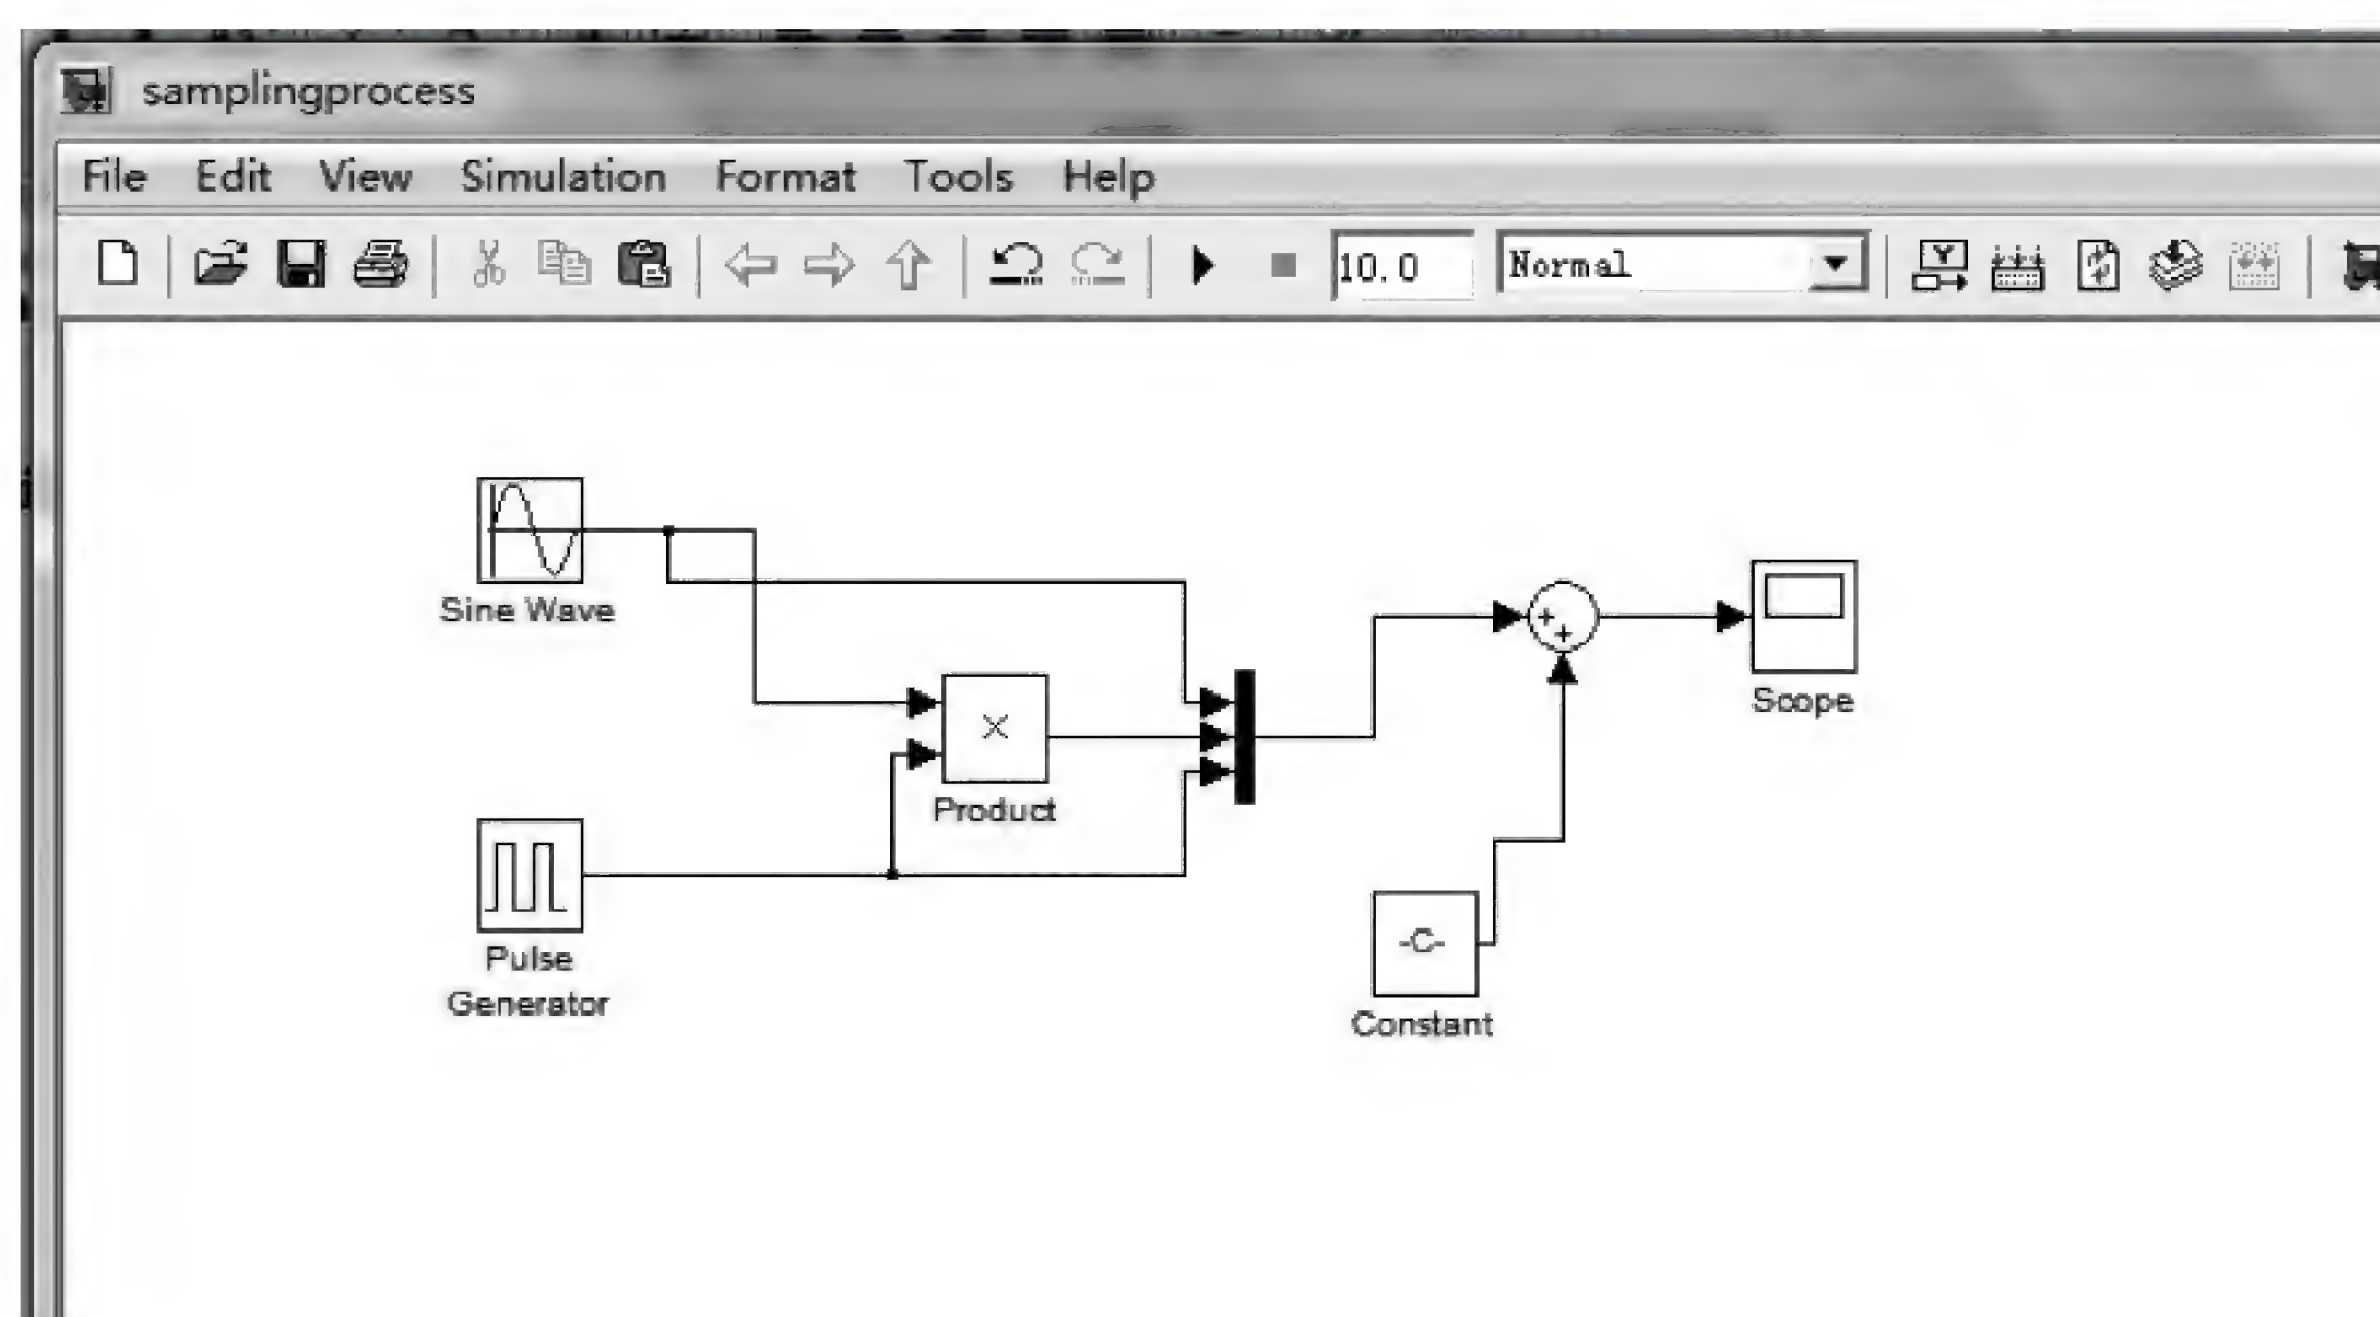 samplingprocess
File Edit View Simulation Format Tools Help
10.0 Normal
Sine Wave
Scope
Product
Pulse
Generator
-C-
Constant